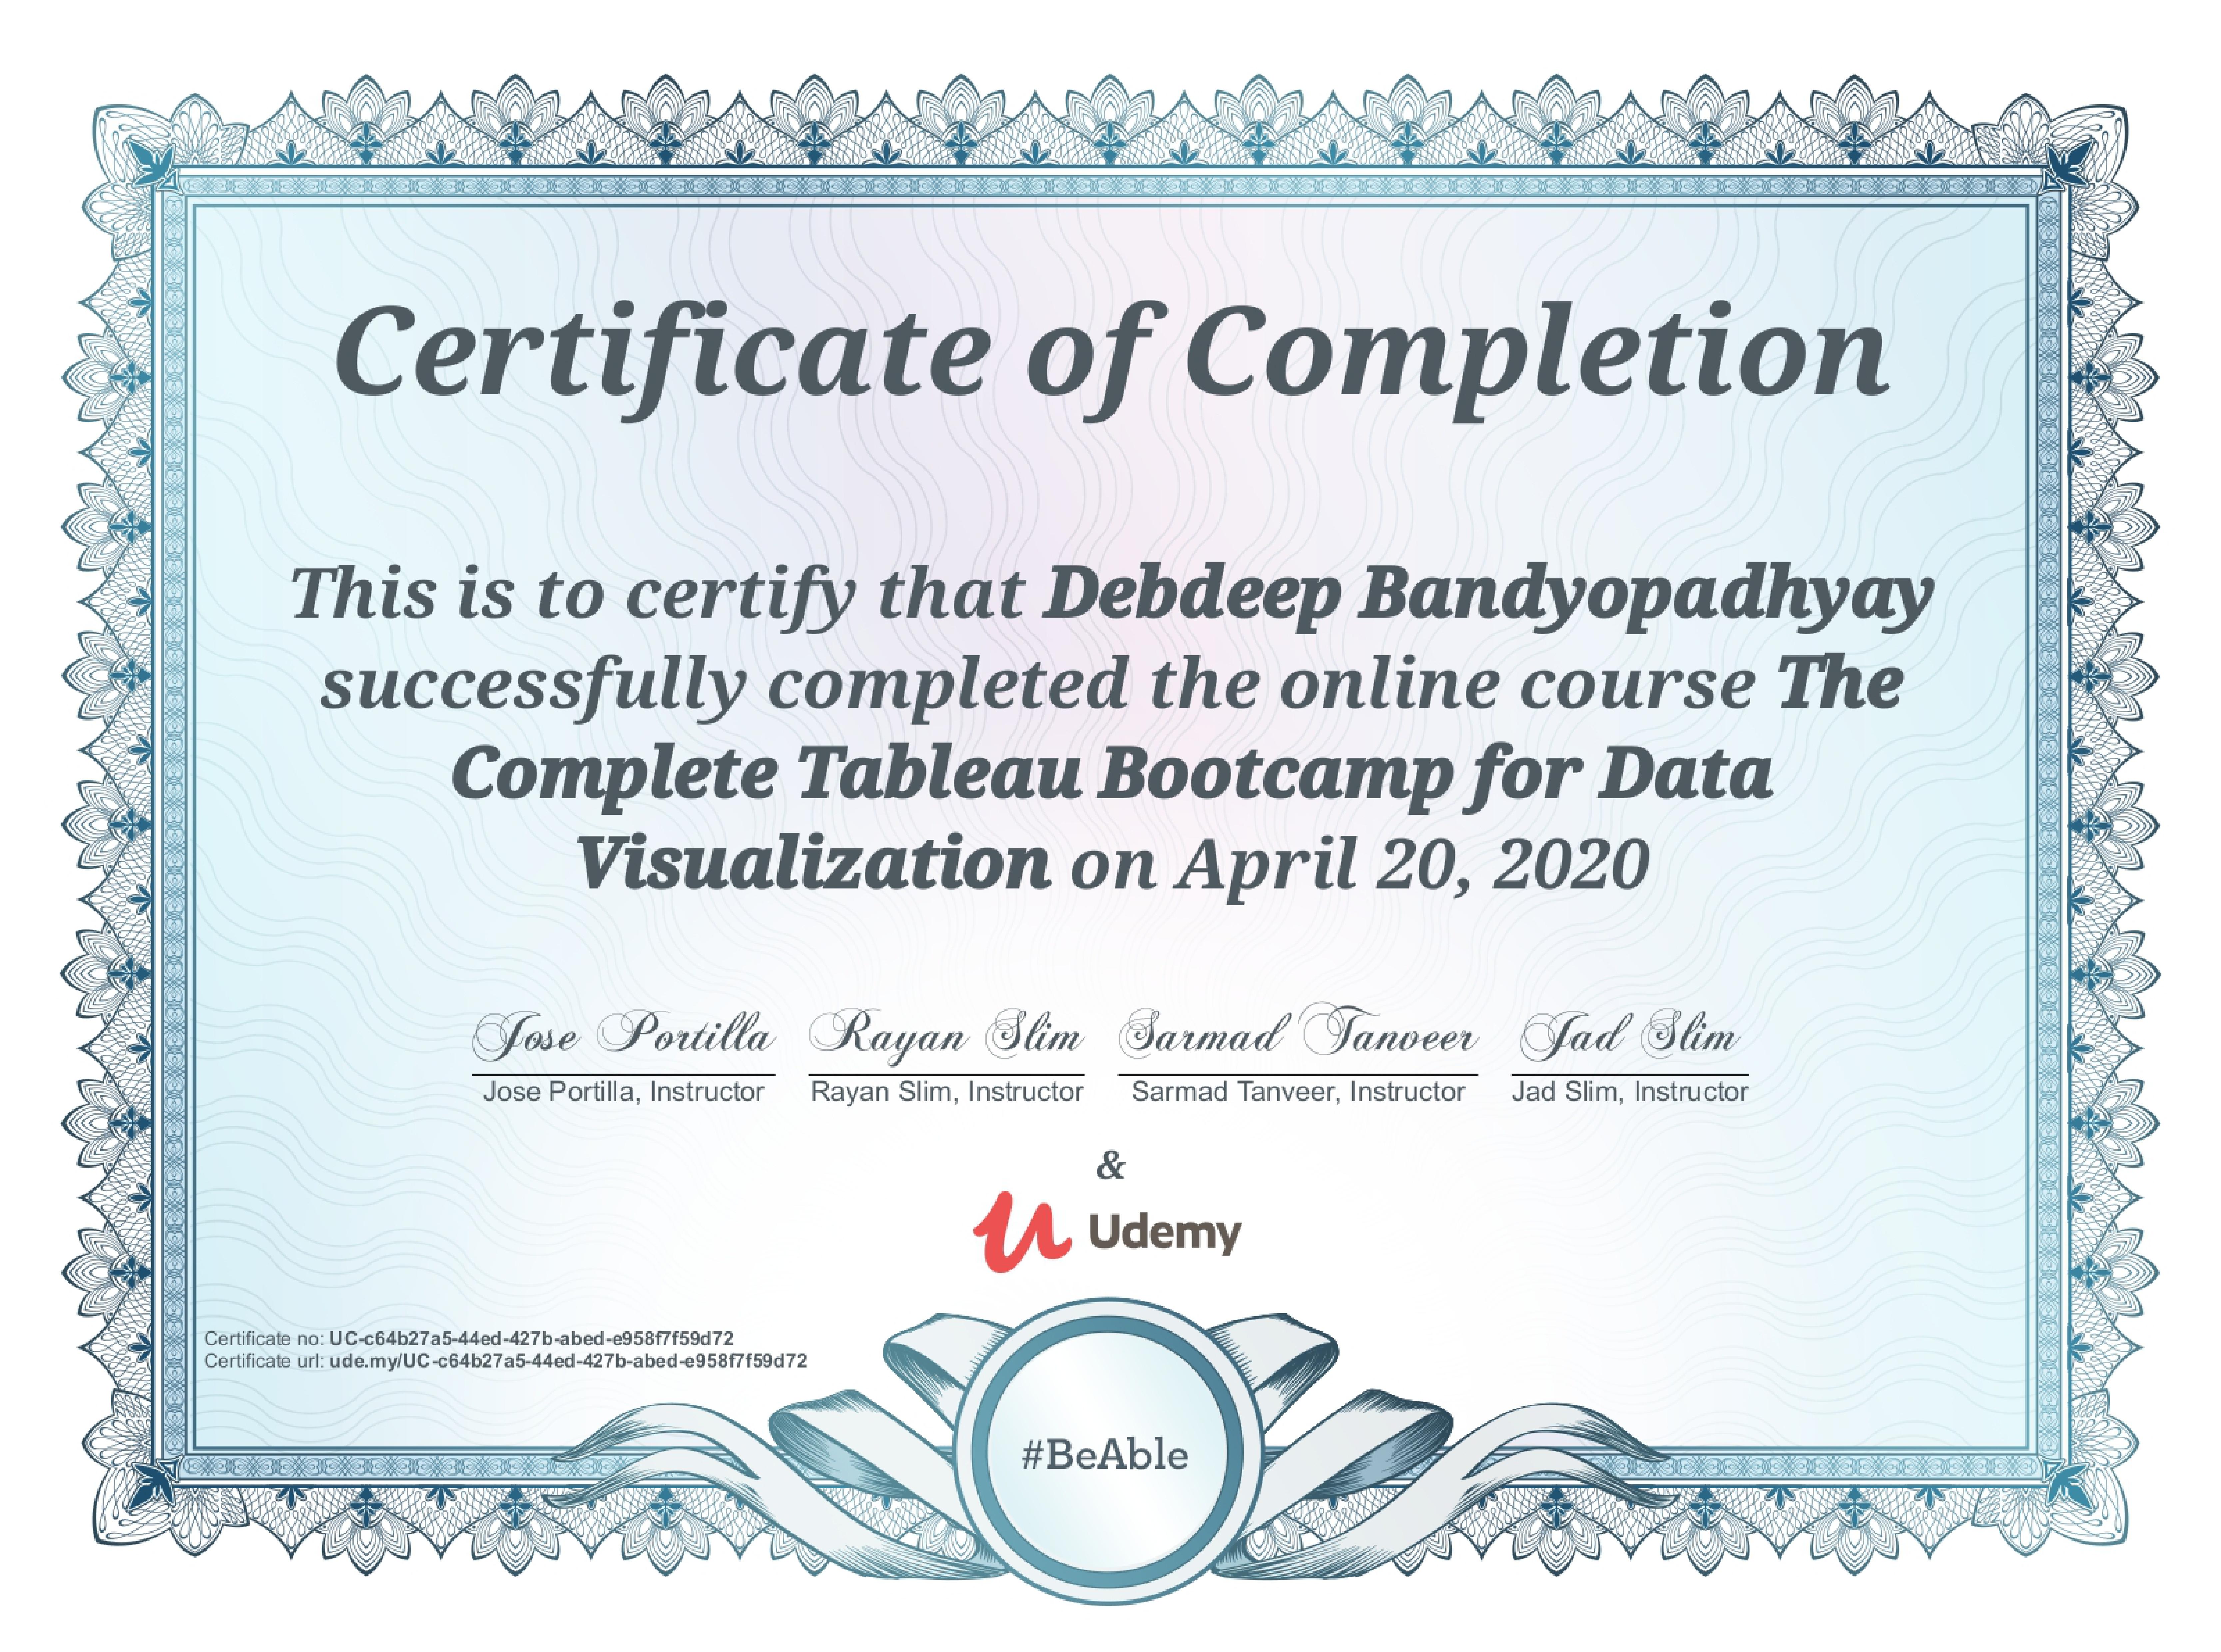 Certificate of Completion
This is to certify that Debdeep Bandyopadhyay
successfully completed the online course The
Complete Tableau Bootcamp for Data
Visualization on April 20, 2020
Jose Portilla Rayan Slim Sarmad Tanveer Jad Slim
Jose Portilla, Instructor Rayan Slim, Instructor Sarmad Tanveer, Instructor Jad Slim, Instructor
&
Udemy
Certificate no: UC-c64b27a5-44ed-427b-abed-e958f7f59d72
Certificate url: ude.my/UC-c64b27a5-44ed-427b-abed-e958f7f59d72
#BeAble